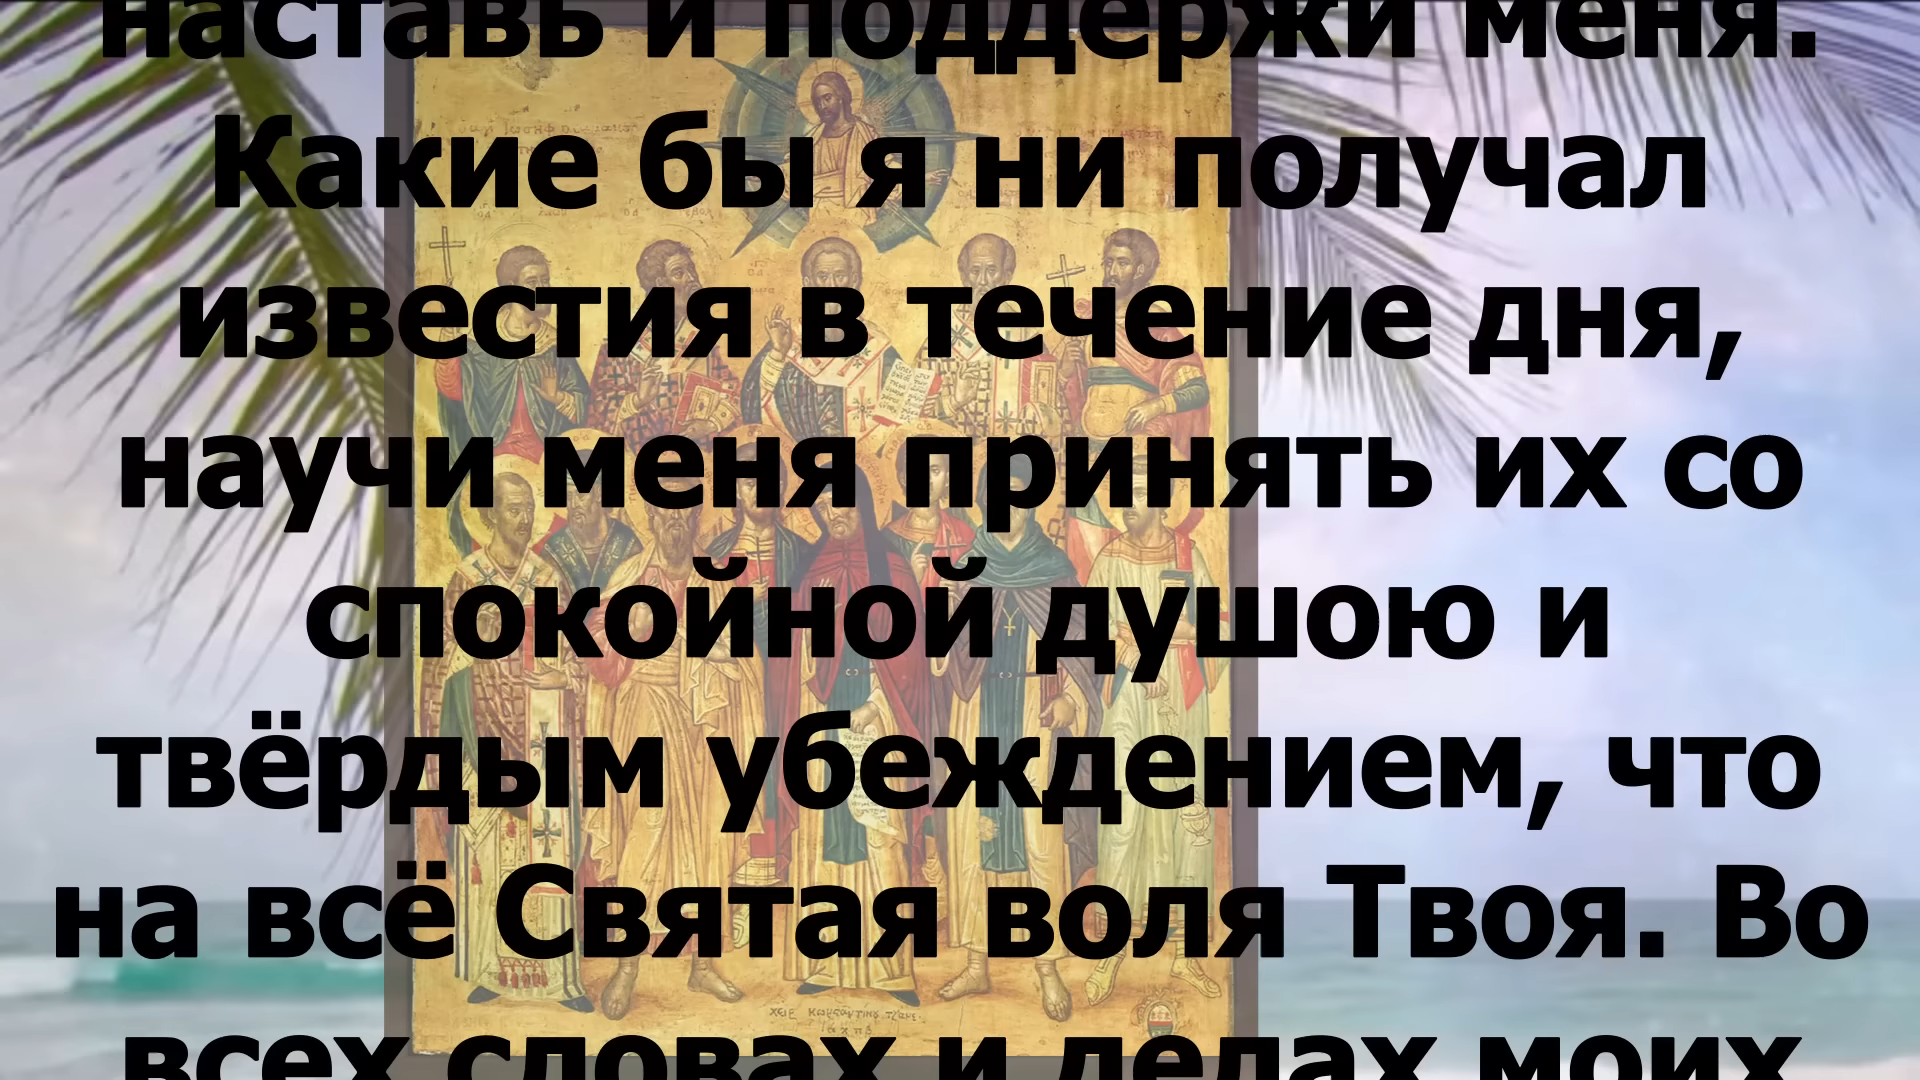 наставь и поддержи меня.
Какие бы я ни получал
известия в течение дня,
научи меня принять их со
спокойной душою и
твёрдым убеждением, что
на всё Святая воля Твоя. Во
всех словах и делах моих